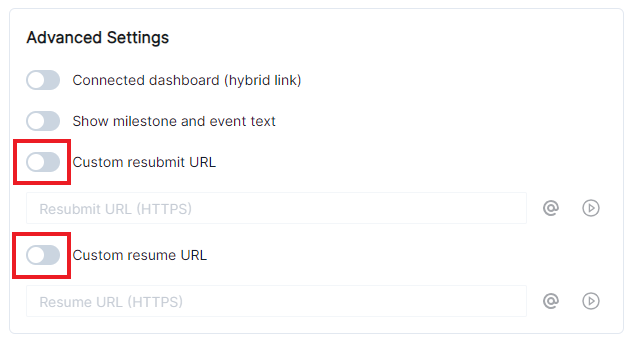 Advanced Settings
Connected dashboard (hybrid link)
Show milestone and event text
Custom resubmit URL
Resubmit URL (HTTPS) @
Custom resume URL
Resume URL (HTTPS) @